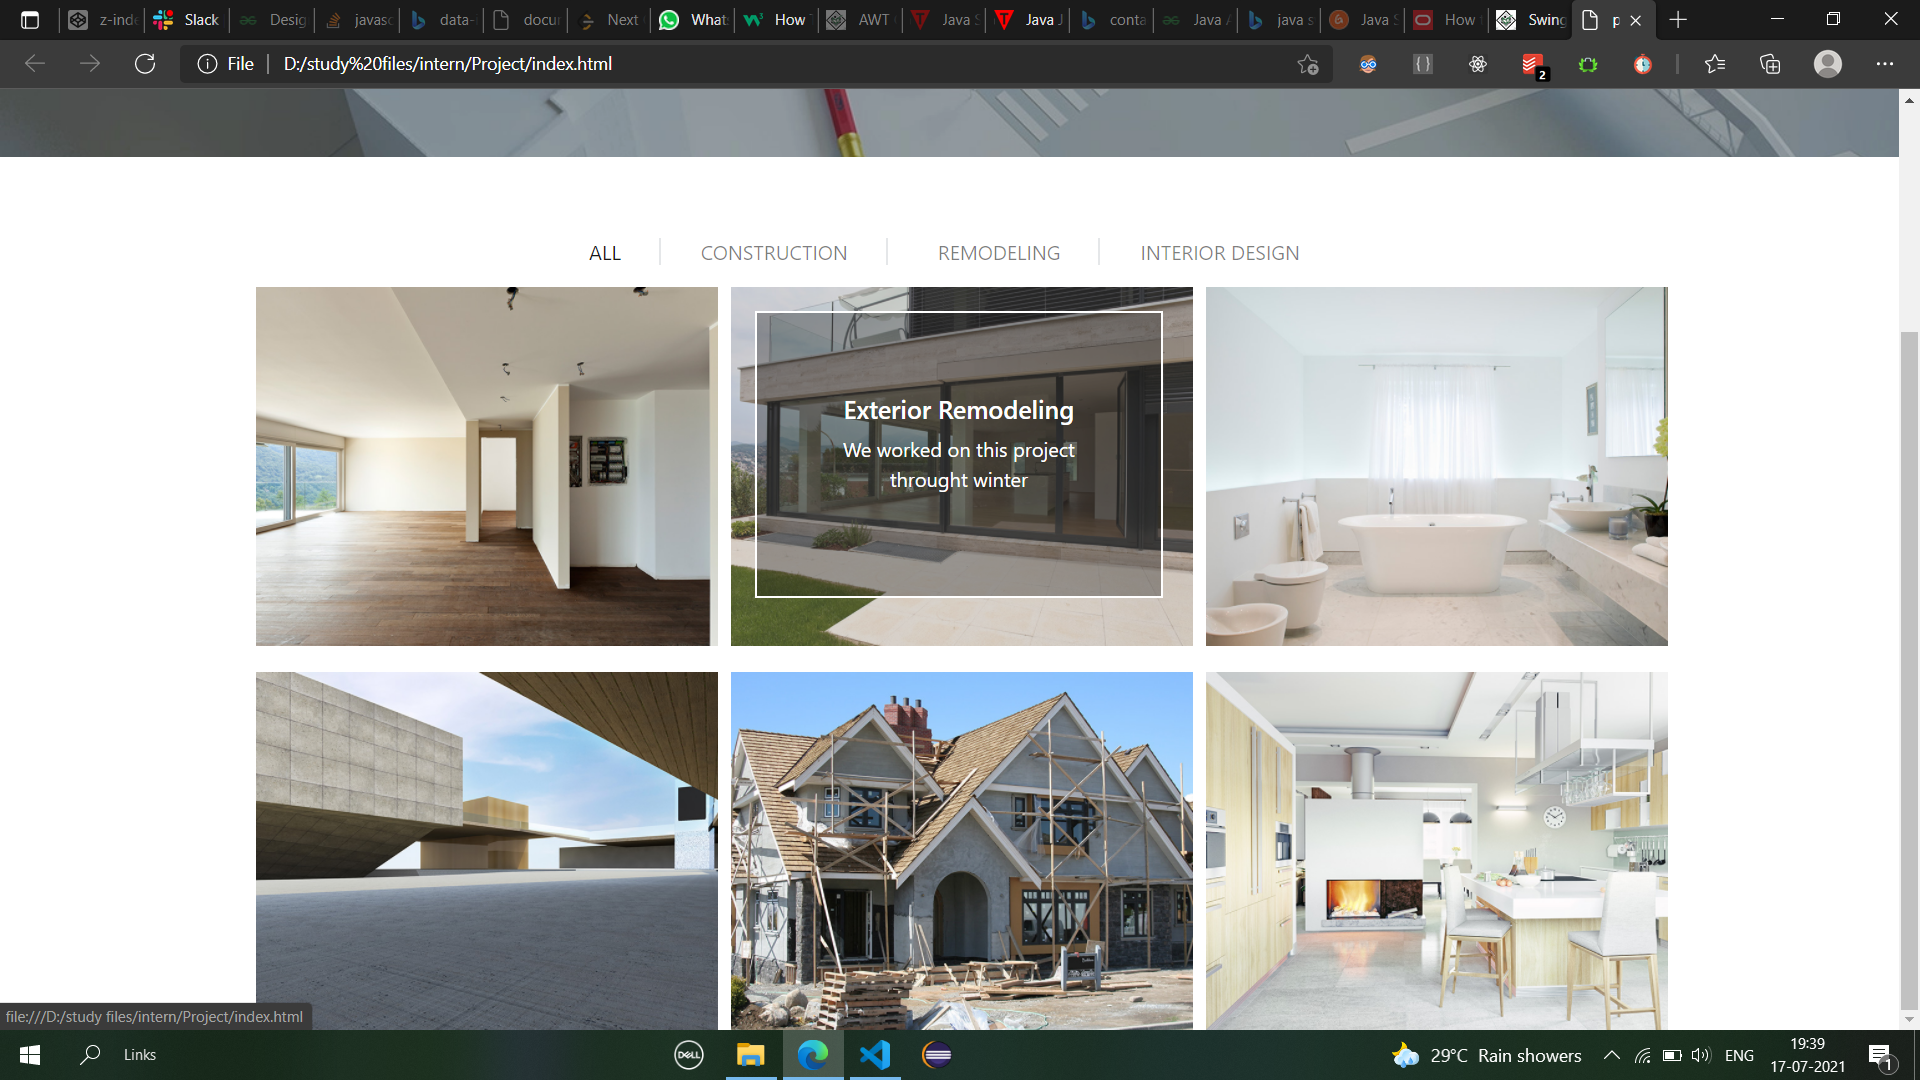 z-inde
Slack
Desig
javasc
data-
docur
Next
What
How
AWT
Java S
Java J
conta
Java A
java s
Java S
How
Swing
p
File
D:/study%20files/intern/Project/index.html
2
ALL
CONSTRUCTION
REMODELING
INTERIOR DESIGN
Exterior Remodeling
We worked on this project
throught winter
file:///D:/study files/intern/Project/index.html
Links
DELL
29°C Rain showers
ENG
19:39
17-07-2021
1